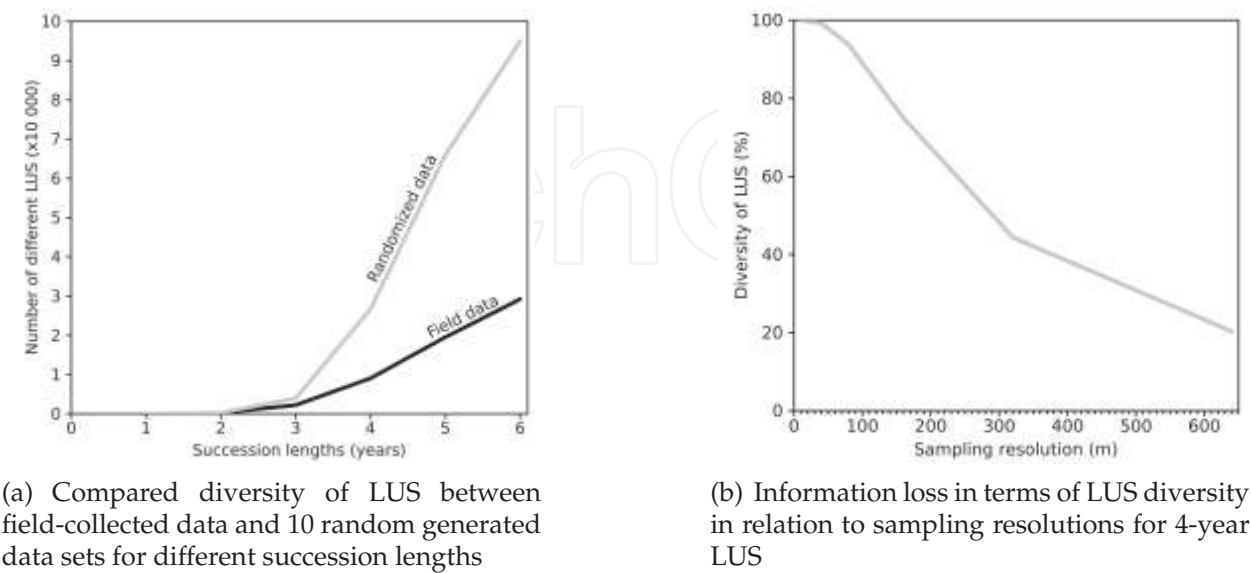 10
9
8
7
6
5
4
3
2
1
0
Number of different LUS (x10 000)
Randomized data
Field data
0 1 2 3 4 5 6
Succession lengths (years)
(a) Compared diversity of LUS between
field-collected data and 10 random generated
data sets for different succession lengths
100
80
60
40
20
0
Diversity of LUS (%)
0 100 200 300 400 500 600
Sampling resolution (m)
(b) Information loss in terms of LUS diversity
in relation to sampling resolutions for 4-year
LUS